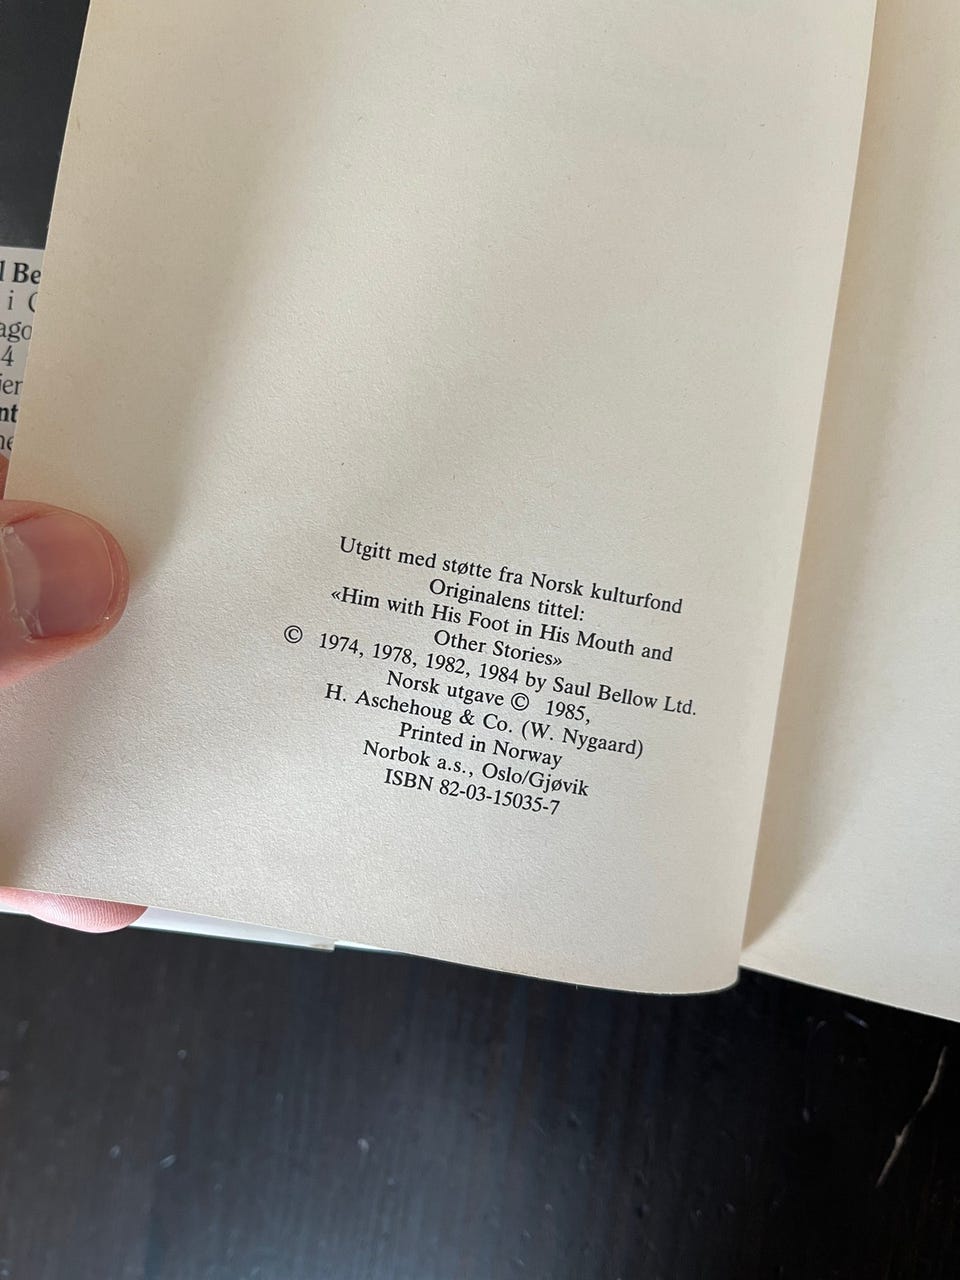 Utgitt med støtte fra Norsk kulturfond
Originalens tittel:
«Him with His Foot in His Mouth and
Other Stories»
© 1974, 1978, 1982, 1984 by Saul Bellow Ltd.
Norsk utgave © 1985,
H. Aschehoug & Co. (W. Nygaard)
Printed in Norway
Norbok a.s., Oslo/Gjøvik
ISBN 82-03-15035-7